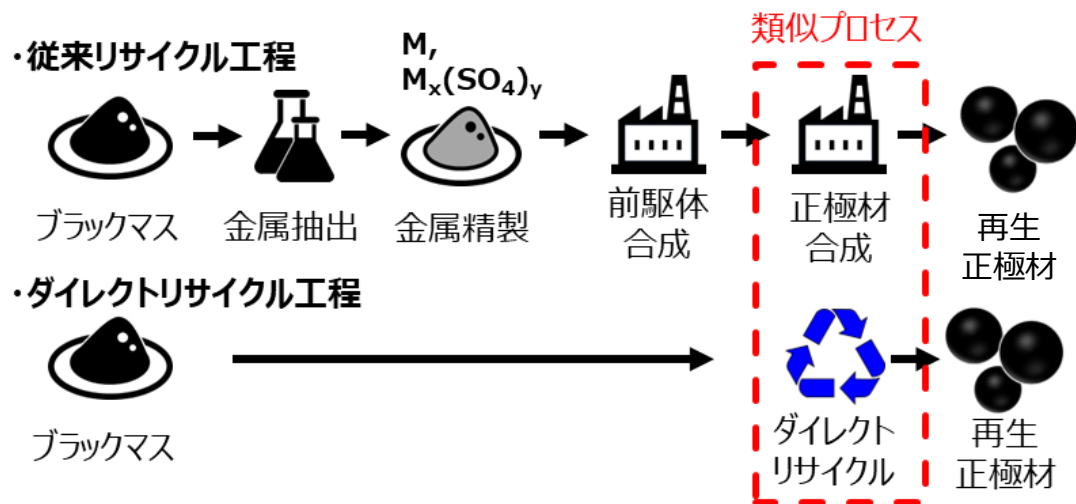 類似プロセス
・従来リサイクル工程
M,
Mx(SO4)y
ブラックマス
金属抽出
金属精製
前駆体
合成
正極材
合成
再生
正極材
・ダイレクトリサイクル工程
ブラックマス
ダイレクト
リサイクル
再生
正極材